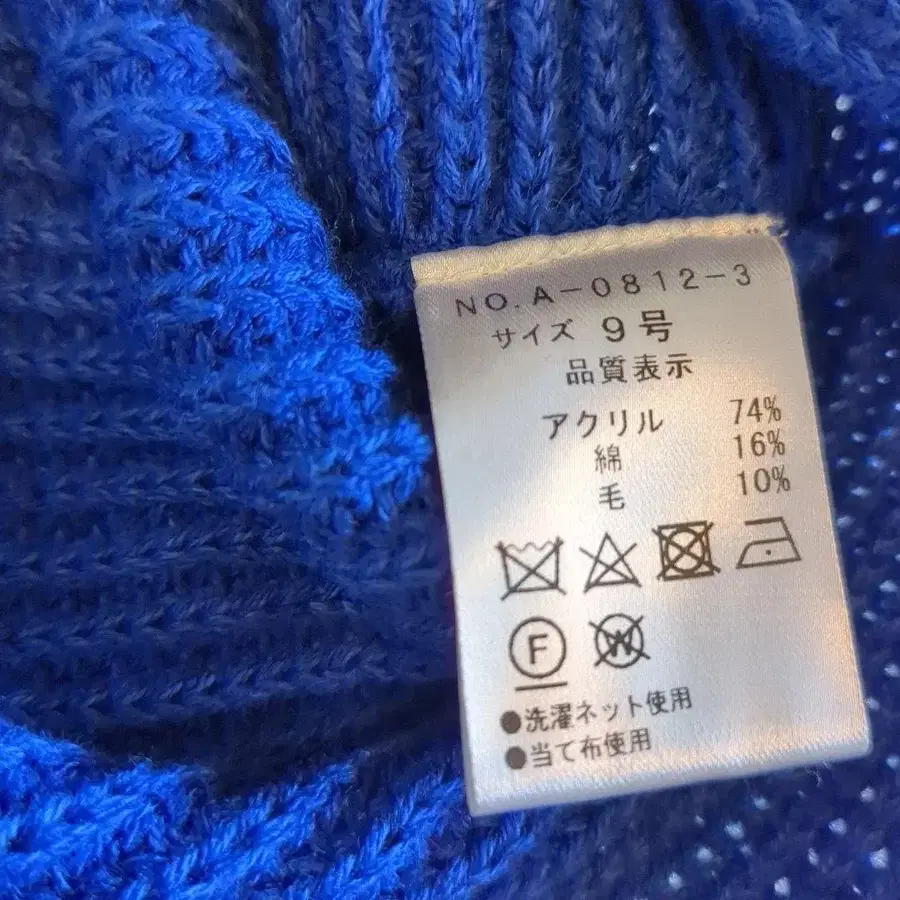 NO.A-0812-3
サイズ 9号
品質表示
アクリル 74%
綿 16%
毛 10%
F W
●洗濯ネット使用
●当て布使用